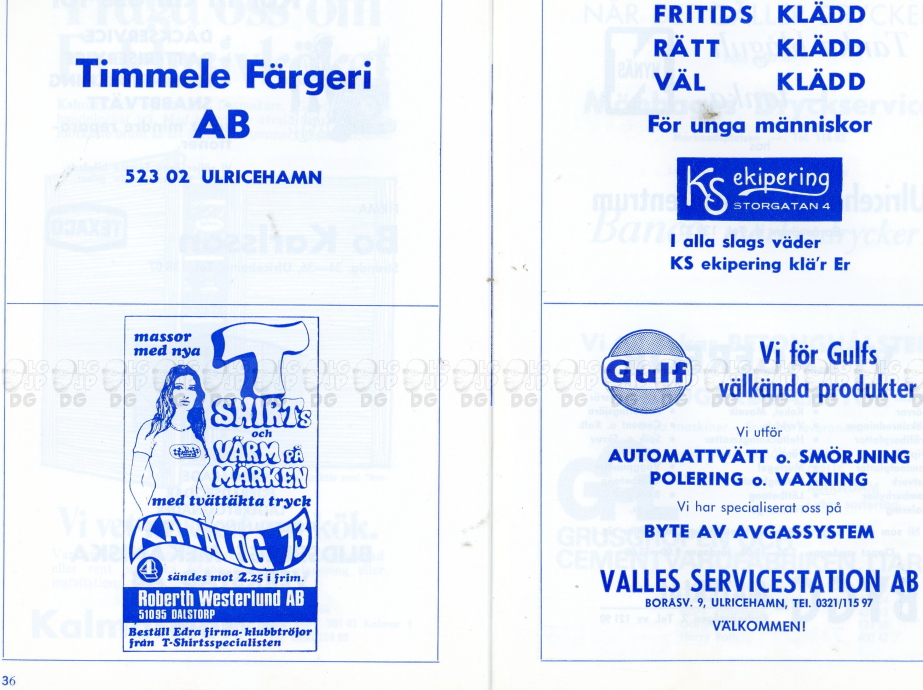 Timmele Färgeri
AB
523 02 ULRICEHAMN
massor
med nya
T
SHIRTs
och
VÄRM PÅ
MÄRKEN
med tvättäkta tryck
KATALOG 73
sändes mot 2.25 i frim.
Roberth Westerlund AB
51095 DALSTORP
Beställ Edra firma- klubbtröjor
från T-Shirtsspecialisten
36
FRITIDS KLÄDD
RÄTT KLÄDD
VÄL KLÄDD
För unga människor
KS ekipering
STORGATAN 4
I alla slags väder
KS ekipering klä'r Er
Gulf
Vi för Gulfs
välkända produkter
Vi utför
AUTOMATTVÄTT o. SMÖRJNING
POLERING o. VAXNING
Vi har specialiserat oss på
BYTE AV AVGASSYSTEM
VALLES SERVICESTATION AB
BORÅSV. 9, ULRICEHAMN, TEl. 0321/115 97
VÄLKOMMEN!